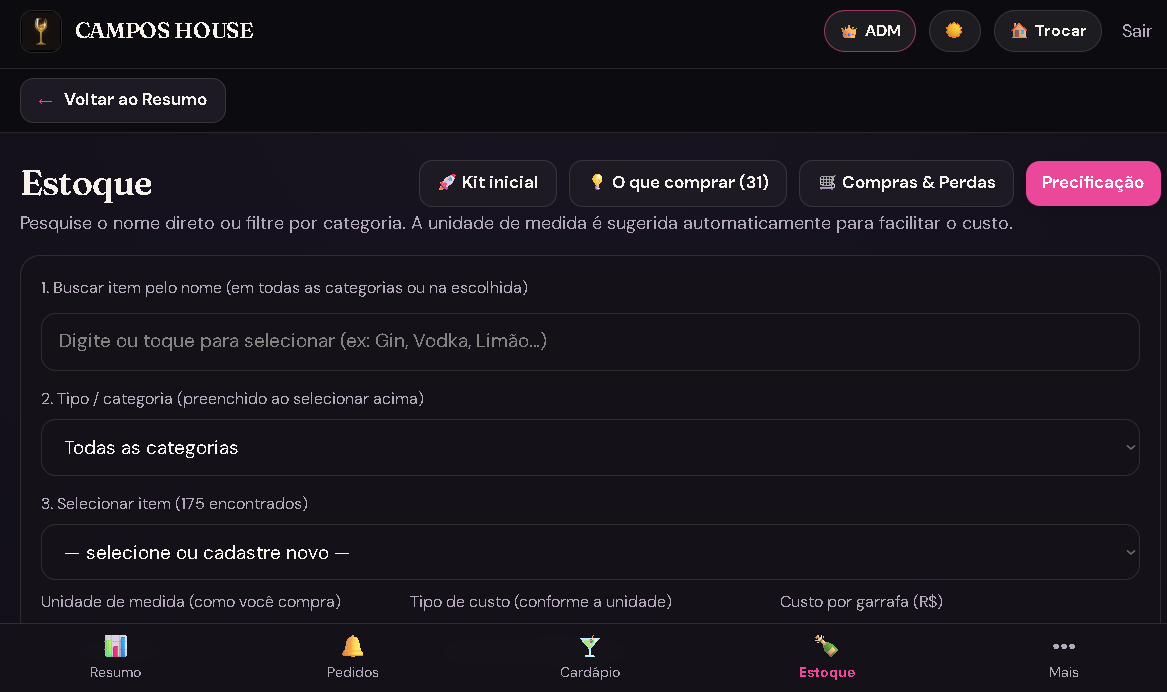 CAMPOS HOUSE
ADM
Trocar
Sair
← Voltar ao Resumo
Estoque
Kit inicial
O que comprar (31)
Compras & Perdas
Precificação
Pesquise o nome direto ou filtre por categoria. A unidade de medida é sugerida automaticamente para facilitar o custo.
1. Buscar item pelo nome (em todas as categorias ou na escolhida)
Digite ou toque para selecionar (ex: Gin, Vodka, Limão...)
2. Tipo / categoria (preenchido ao selecionar acima)
Todas as categorias
3. Selecionar item (175 encontrados)
— selecione ou cadastre novo —
Unidade de medida (como você compra)
Tipo de custo (conforme a unidade)
Custo por garrafa (R$)
Resumo
Pedidos
Cardápio
Estoque
Mais